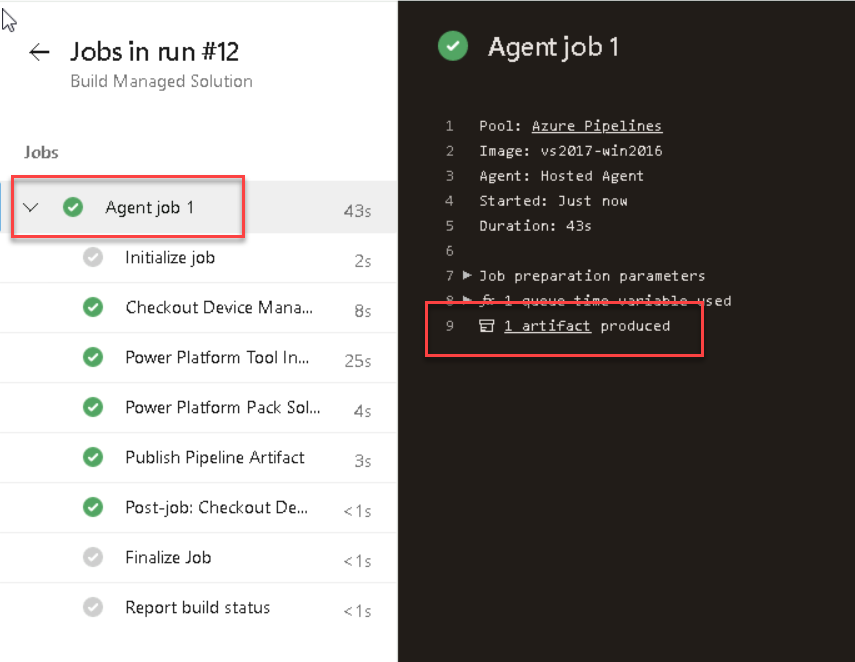 Jobs in run #12
Build Managed Solution
Jobs
Agent job 1 43s
Initialize job 2s
Checkout Device Mana... 8s
Power Platform Tool In... 25s
Power Platform Pack Sol... 4s
Publish Pipeline Artifact 3s
Post-job: Checkout De... <1s
Finalize Job <1s
Report build status <1s
Agent job 1
1 Pool: Azure Pipelines
2 Image: vs2017-win2016
3 Agent: Hosted Agent
4 Started: Just now
5 Duration: 43s
6
7 Job preparation parameters
8 fx 1 queue time variable used
9 1 artifact produced